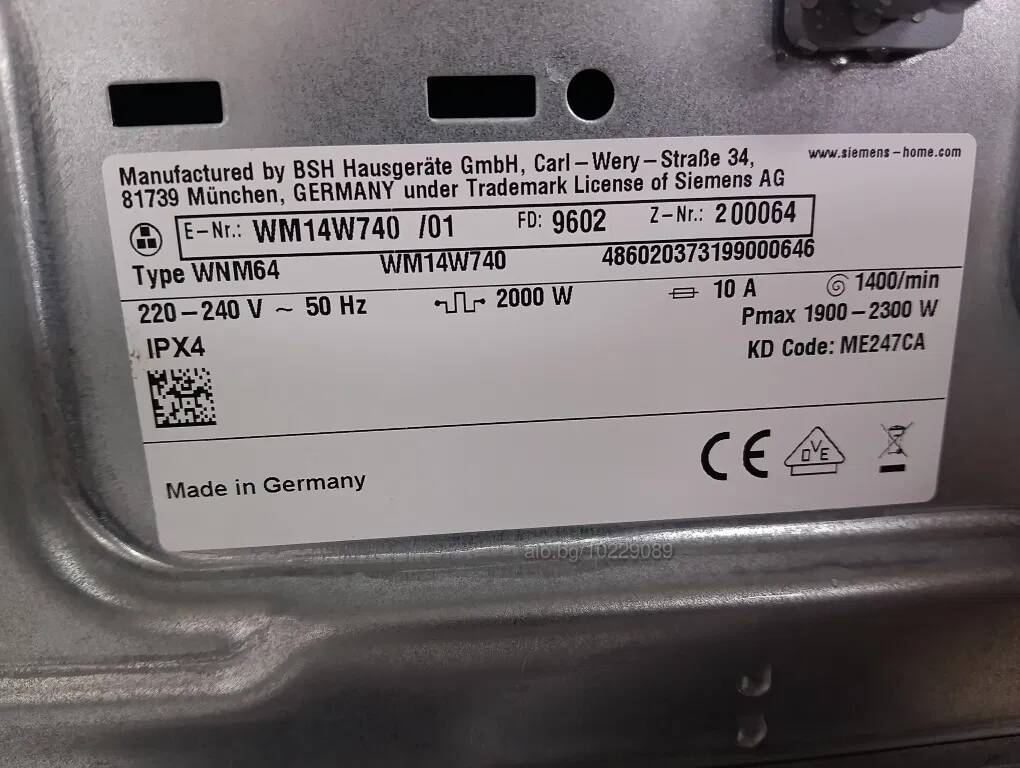 Manufactured by BSH Hausgeräte GmbH, Carl-Wery-Straße 34,
www.siemens-home.com
81739 München, GERMANY under Trademark License of Siemens AG
E-Nr.: WM14W740 /01 FD: 9602 Z-Nr.: 200064
Type WNM64 WM14W740 486020373199000646
220-240 V ~ 50 Hz 2000 W 10 A 1400/min
Pmax 1900-2300 W
IPX4 KD Code: ME247CA
CE DVE
Made in Germany
alo.bg/10229089